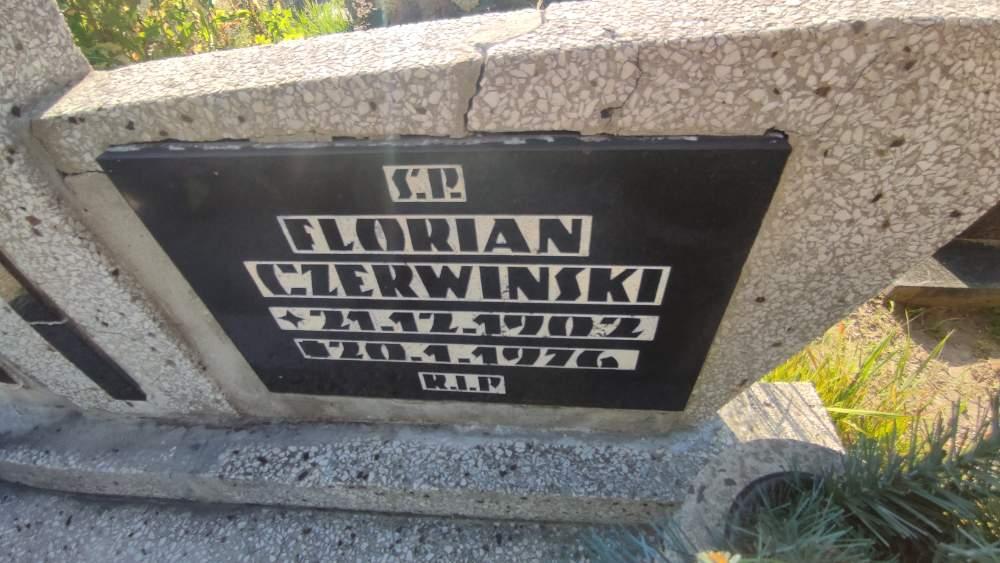 S.P.
FLORIAN
CZERWINSKI
★21.12.1902
✝20.1.1976
R.I.P.